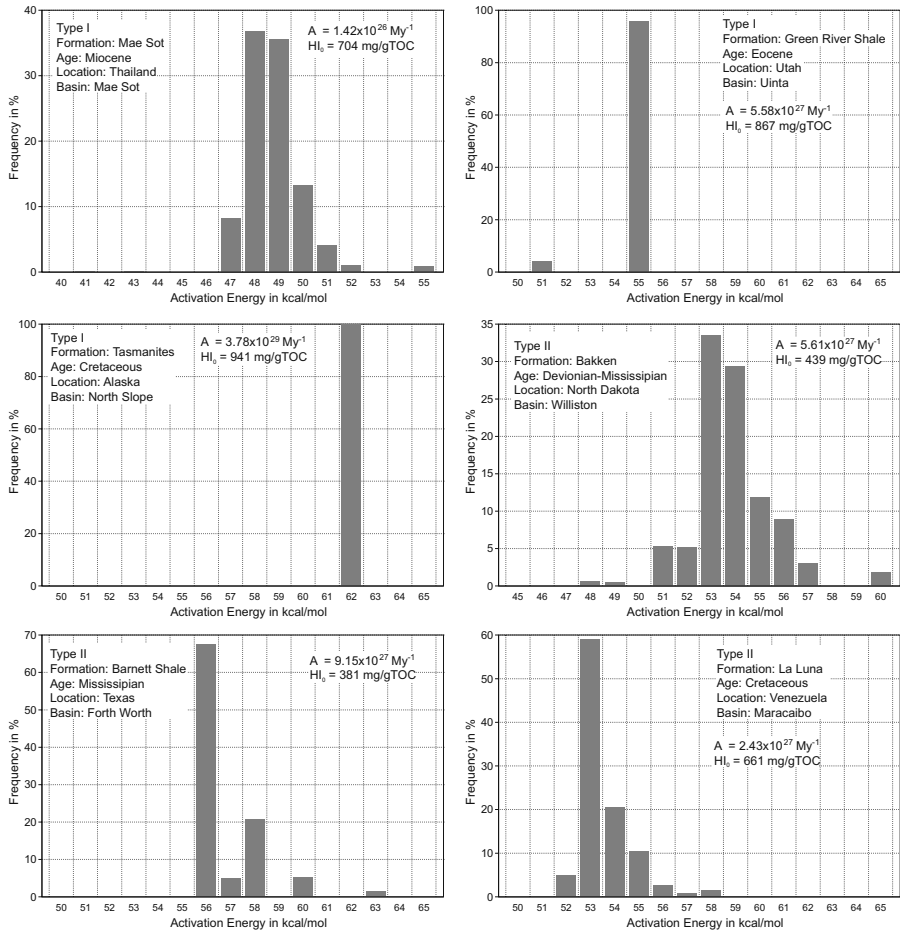 Type I
Formation: Mae Sot
Age: Miocene
Location: Thailand
Basin: Mae Sot
A = 1.42x10²⁶ My⁻¹
HI₀ = 704 mg/gTOC
Frequency in %
40
30
20
10
0
40 41 42 43 44 45 46 47 48 49 50 51 52 53 54 55
Activation Energy in kcal/mol
Type I
Formation: Green River Shale
Age: Eocene
Location: Utah
Basin: Uinta
A = 5.58x10²⁷ My⁻¹
HI₀ = 867 mg/gTOC
Frequency in %
100
80
60
40
20
0
50 51 52 53 54 55 56 57 58 59 60 61 62 63 64 65
Activation Energy in kcal/mol
Type I
Formation: Tasmanites
Age: Cretaceous
Location: Alaska
Basin: North Slope
A = 3.78x10²⁹ My⁻¹
HI₀ = 941 mg/gTOC
Frequency in %
100
80
60
40
20
0
50 51 52 53 54 55 56 57 58 59 60 61 62 63 64 65
Activation Energy in kcal/mol
Type II
Formation: Bakken
Age: Devionian-Missisipian
Location: North Dakota
Basin: Williston
A = 5.61x10²⁷ My⁻¹
HI₀ = 439 mg/gTOC
Frequency in %
35
30
25
20
15
10
5
0
45 46 47 48 49 50 51 52 53 54 55 56 57 58 59 60
Activation Energy in kcal/mol
Type II
Formation: Barnett Shale
Age: Missisipian
Location: Texas
Basin: Forth Worth
A = 9.15x10²⁷ My⁻¹
HI₀ = 381 mg/gTOC
Frequency in %
70
60
50
40
30
20
10
0
50 51 52 53 54 55 56 57 58 59 60 61 62 63 64 65
Activation Energy in kcal/mol
Type II
Formation: La Luna
Age: Cretaceous
Location: Venezuela
Basin: Maracaibo
A = 2.43x10²⁷ My⁻¹
HI₀ = 661 mg/gTOC
Frequency in %
60
50
40
30
20
10
0
50 51 52 53 54 55 56 57 58 59 60 61 62 63 64 65
Activation Energy in kcal/mol